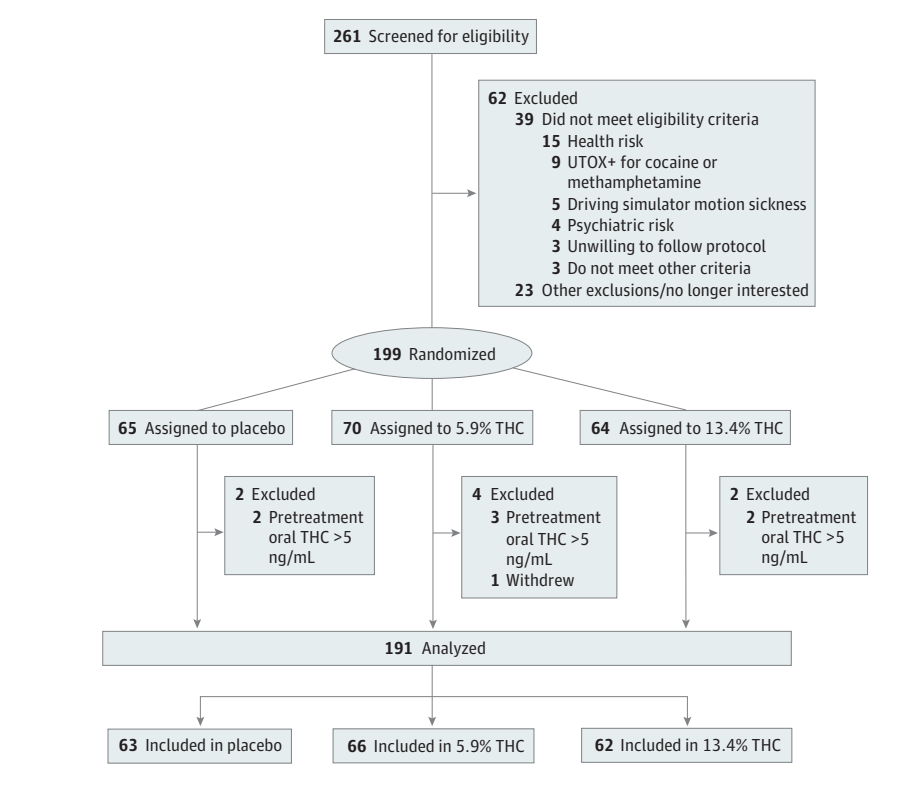 261 Screened for eligibility
62 Excluded
39 Did not meet eligibility criteria
15 Health risk
9 UTOX+ for cocaine or
methamphetamine
5 Driving simulator motion sickness
4 Psychiatric risk
3 Unwilling to follow protocol
3 Do not meet other criteria
23 Other exclusions/no longer interested
199 Randomized
65 Assigned to placebo
70 Assigned to 5.9% THC
64 Assigned to 13.4% THC
2 Excluded
2 Pretreatment
oral THC >5
ng/mL
4 Excluded
3 Pretreatment
oral THC >5
ng/mL
1 Withdrew
2 Excluded
2 Pretreatment
oral THC >5
ng/mL
191 Analyzed
63 Included in placebo
66 Included in 5.9% THC
62 Included in 13.4% THC